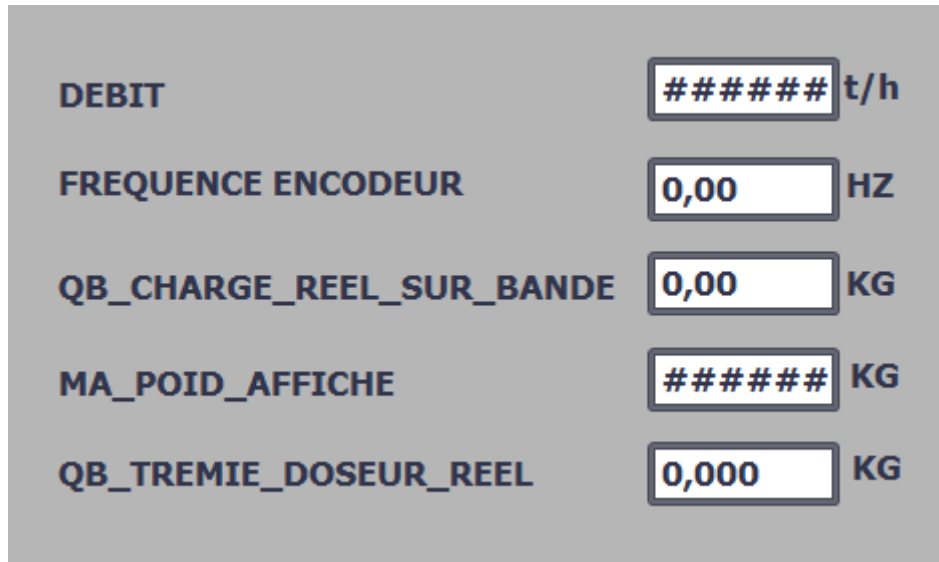 DEBIT ###### t/h
FREQUENCE ENCODEUR 0,00 HZ
QB_CHARGE_REEL_SUR_BANDE 0,00 KG
MA_POID_AFFICHE ###### KG
QB_TREMIE_DOSEUR_REEL 0,000 KG